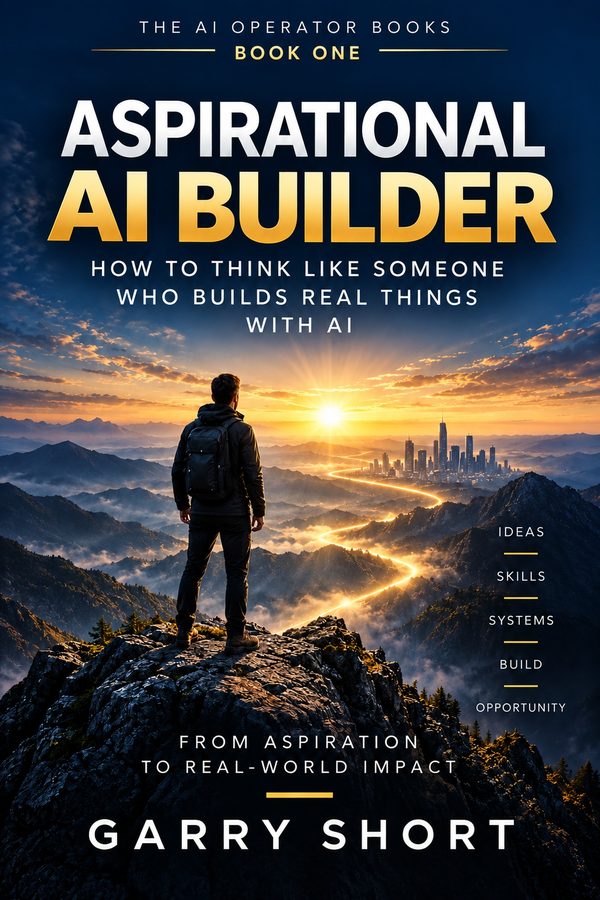 THE AI OPERATOR BOOKS
BOOK ONE
ASPIRATIONAL
AI BUILDER
HOW TO THINK LIKE SOMEONE
WHO BUILDS REAL THINGS
WITH AI
IDEAS
SKILLS
SYSTEMS
BUILD
OPPORTUNITY
FROM ASPIRATION
TO REAL-WORLD IMPACT
GARRY SHORT